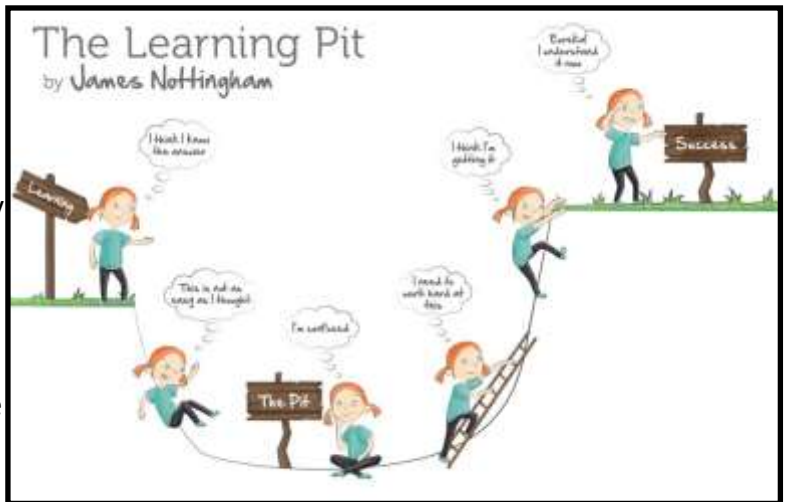 The Learning Pit
by James Nottingham
Learning
I think I know
the answer
This is not as
easy as I thought
The Pit
I'm confused
I need to
work hard at
this
I think I'm
getting it
Eureka!
I understand
it now
Success
y
e